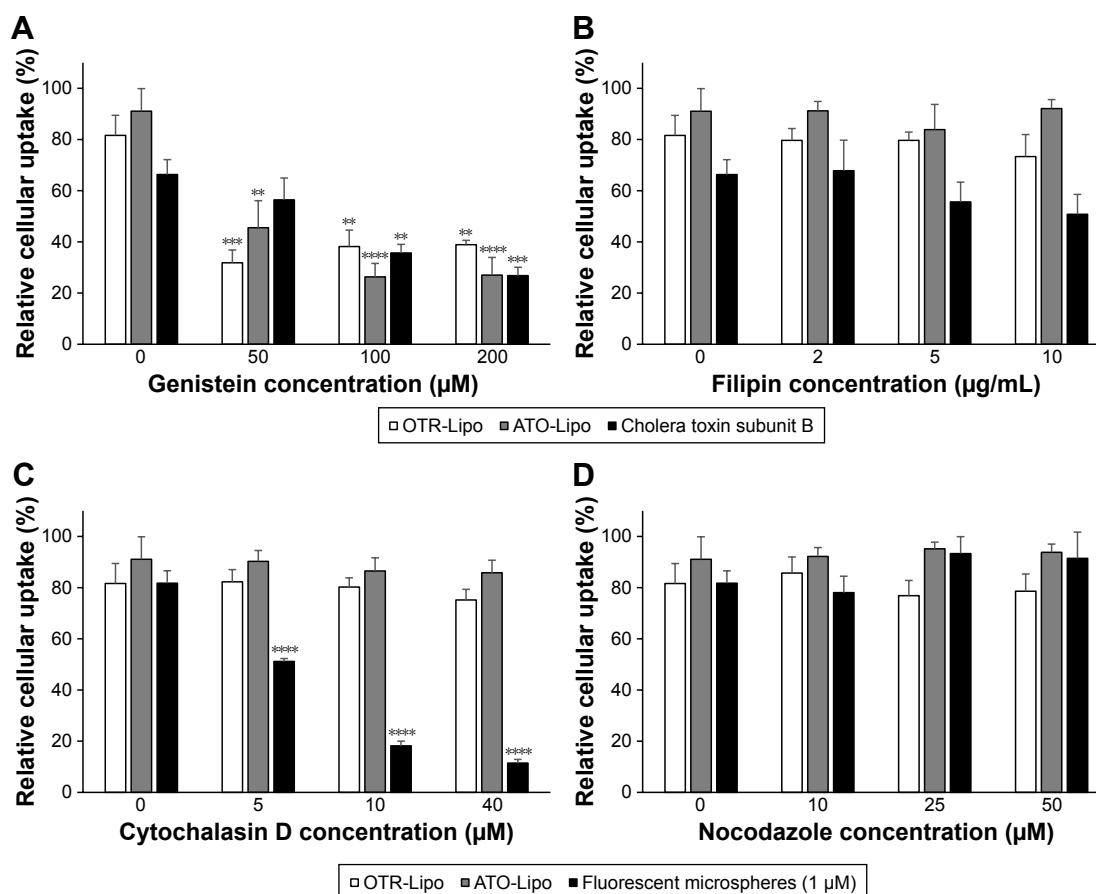 A
Relative cellular uptake (%)
100
80
60
40
20
0
***
**
**
****
**
**
****
***
0 50 100 200
Genistein concentration (µM)
B
Relative cellular uptake (%)
100
80
60
40
20
0
0 2 5 10
Filipin concentration (µg/mL)
OTR-Lipo ATO-Lipo Cholera toxin subunit B
C
Relative cellular uptake (%)
100
80
60
40
20
0
****
****
****
0 5 10 40
Cytochalasin D concentration (µM)
D
Relative cellular uptake (%)
100
80
60
40
20
0
0 10 25 50
Nocodazole concentration (µM)
OTR-Lipo ATO-Lipo Fluorescent microspheres (1 µM)